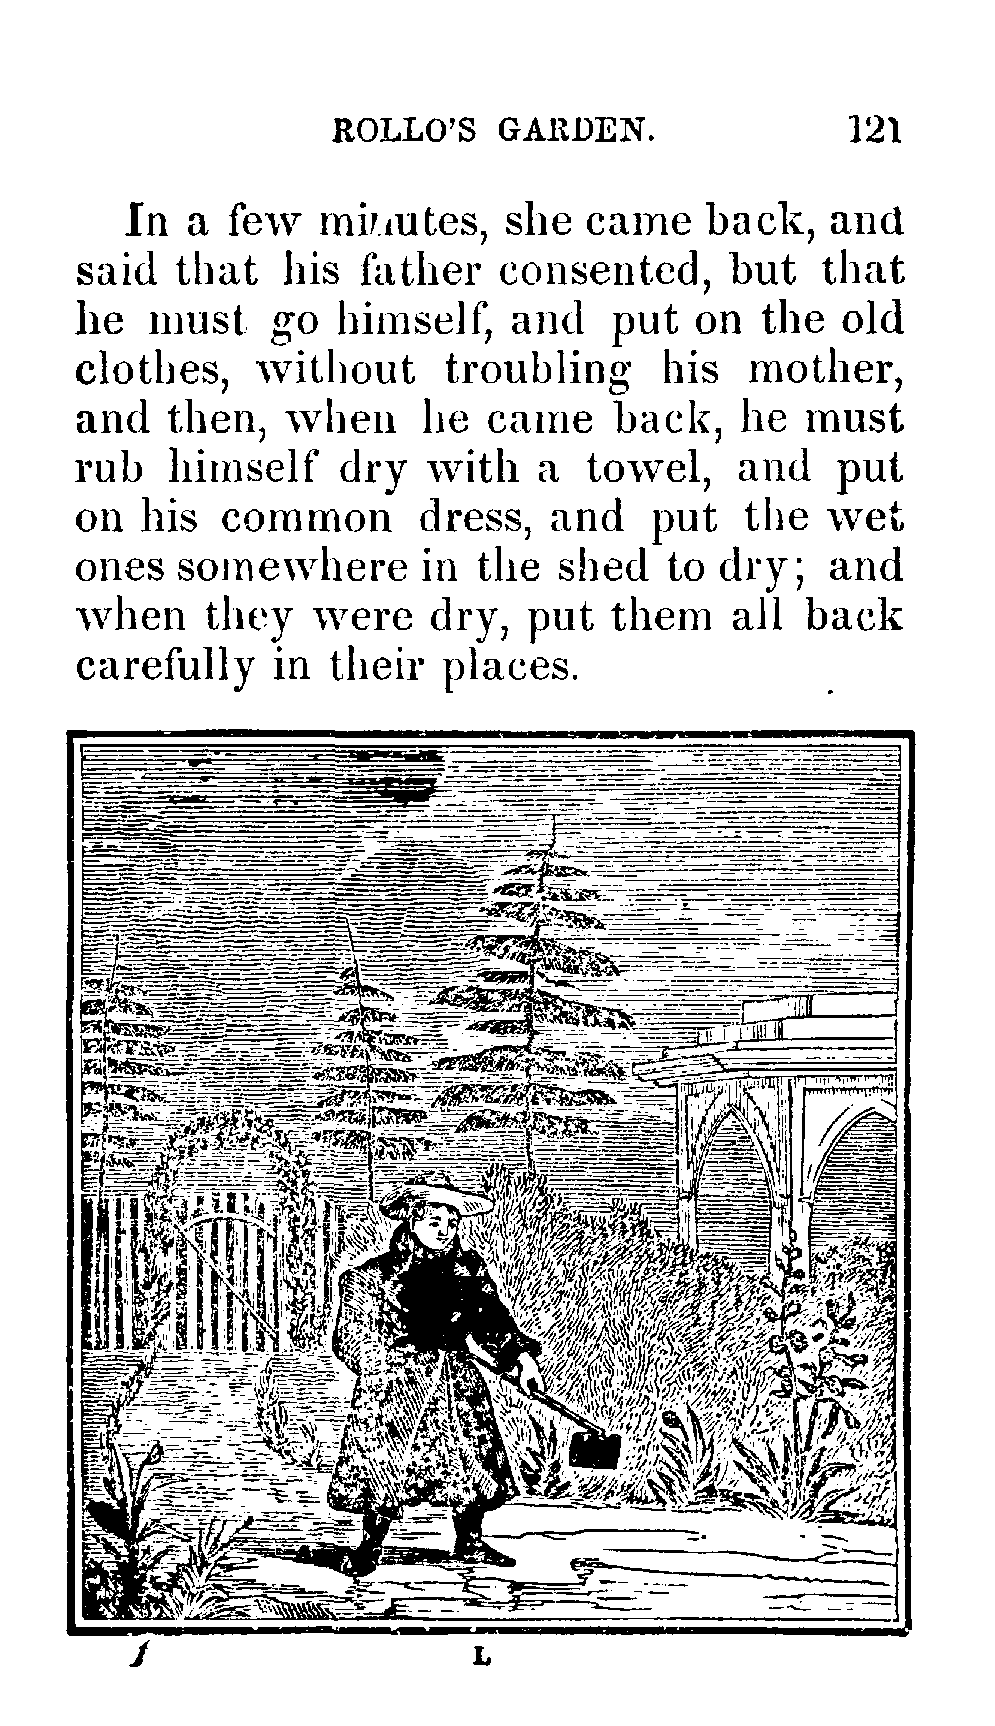 ROLLO'S GARDEN. 121
In a few minutes, she came back, and
said that his father consented, but that
he must go himself, and put on the old
clothes, without troubling his mother,
and then, when he came back, he must
rub himself dry with a towel, and put
on his common dress, and put the wet
ones somewhere in the shed to dry; and
when they were dry, put them all back
carefully in their places.
L